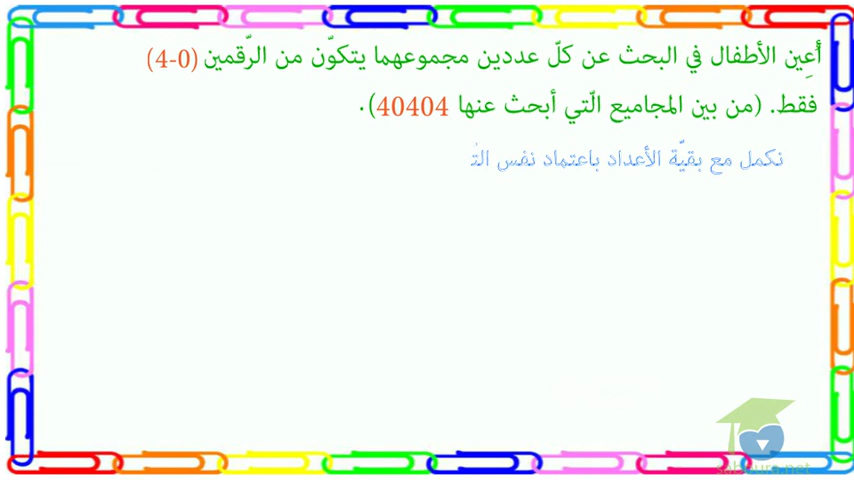 أُعِين الأطفال في البحث عن كلّ عددين مجموعهما يتكوّن من الرّقمين (0-4)
فقط. (من بين المجاميع الّتي أبحث عنها 40404).
نكمل مع بقيّة الأعداد باعتماد نفس